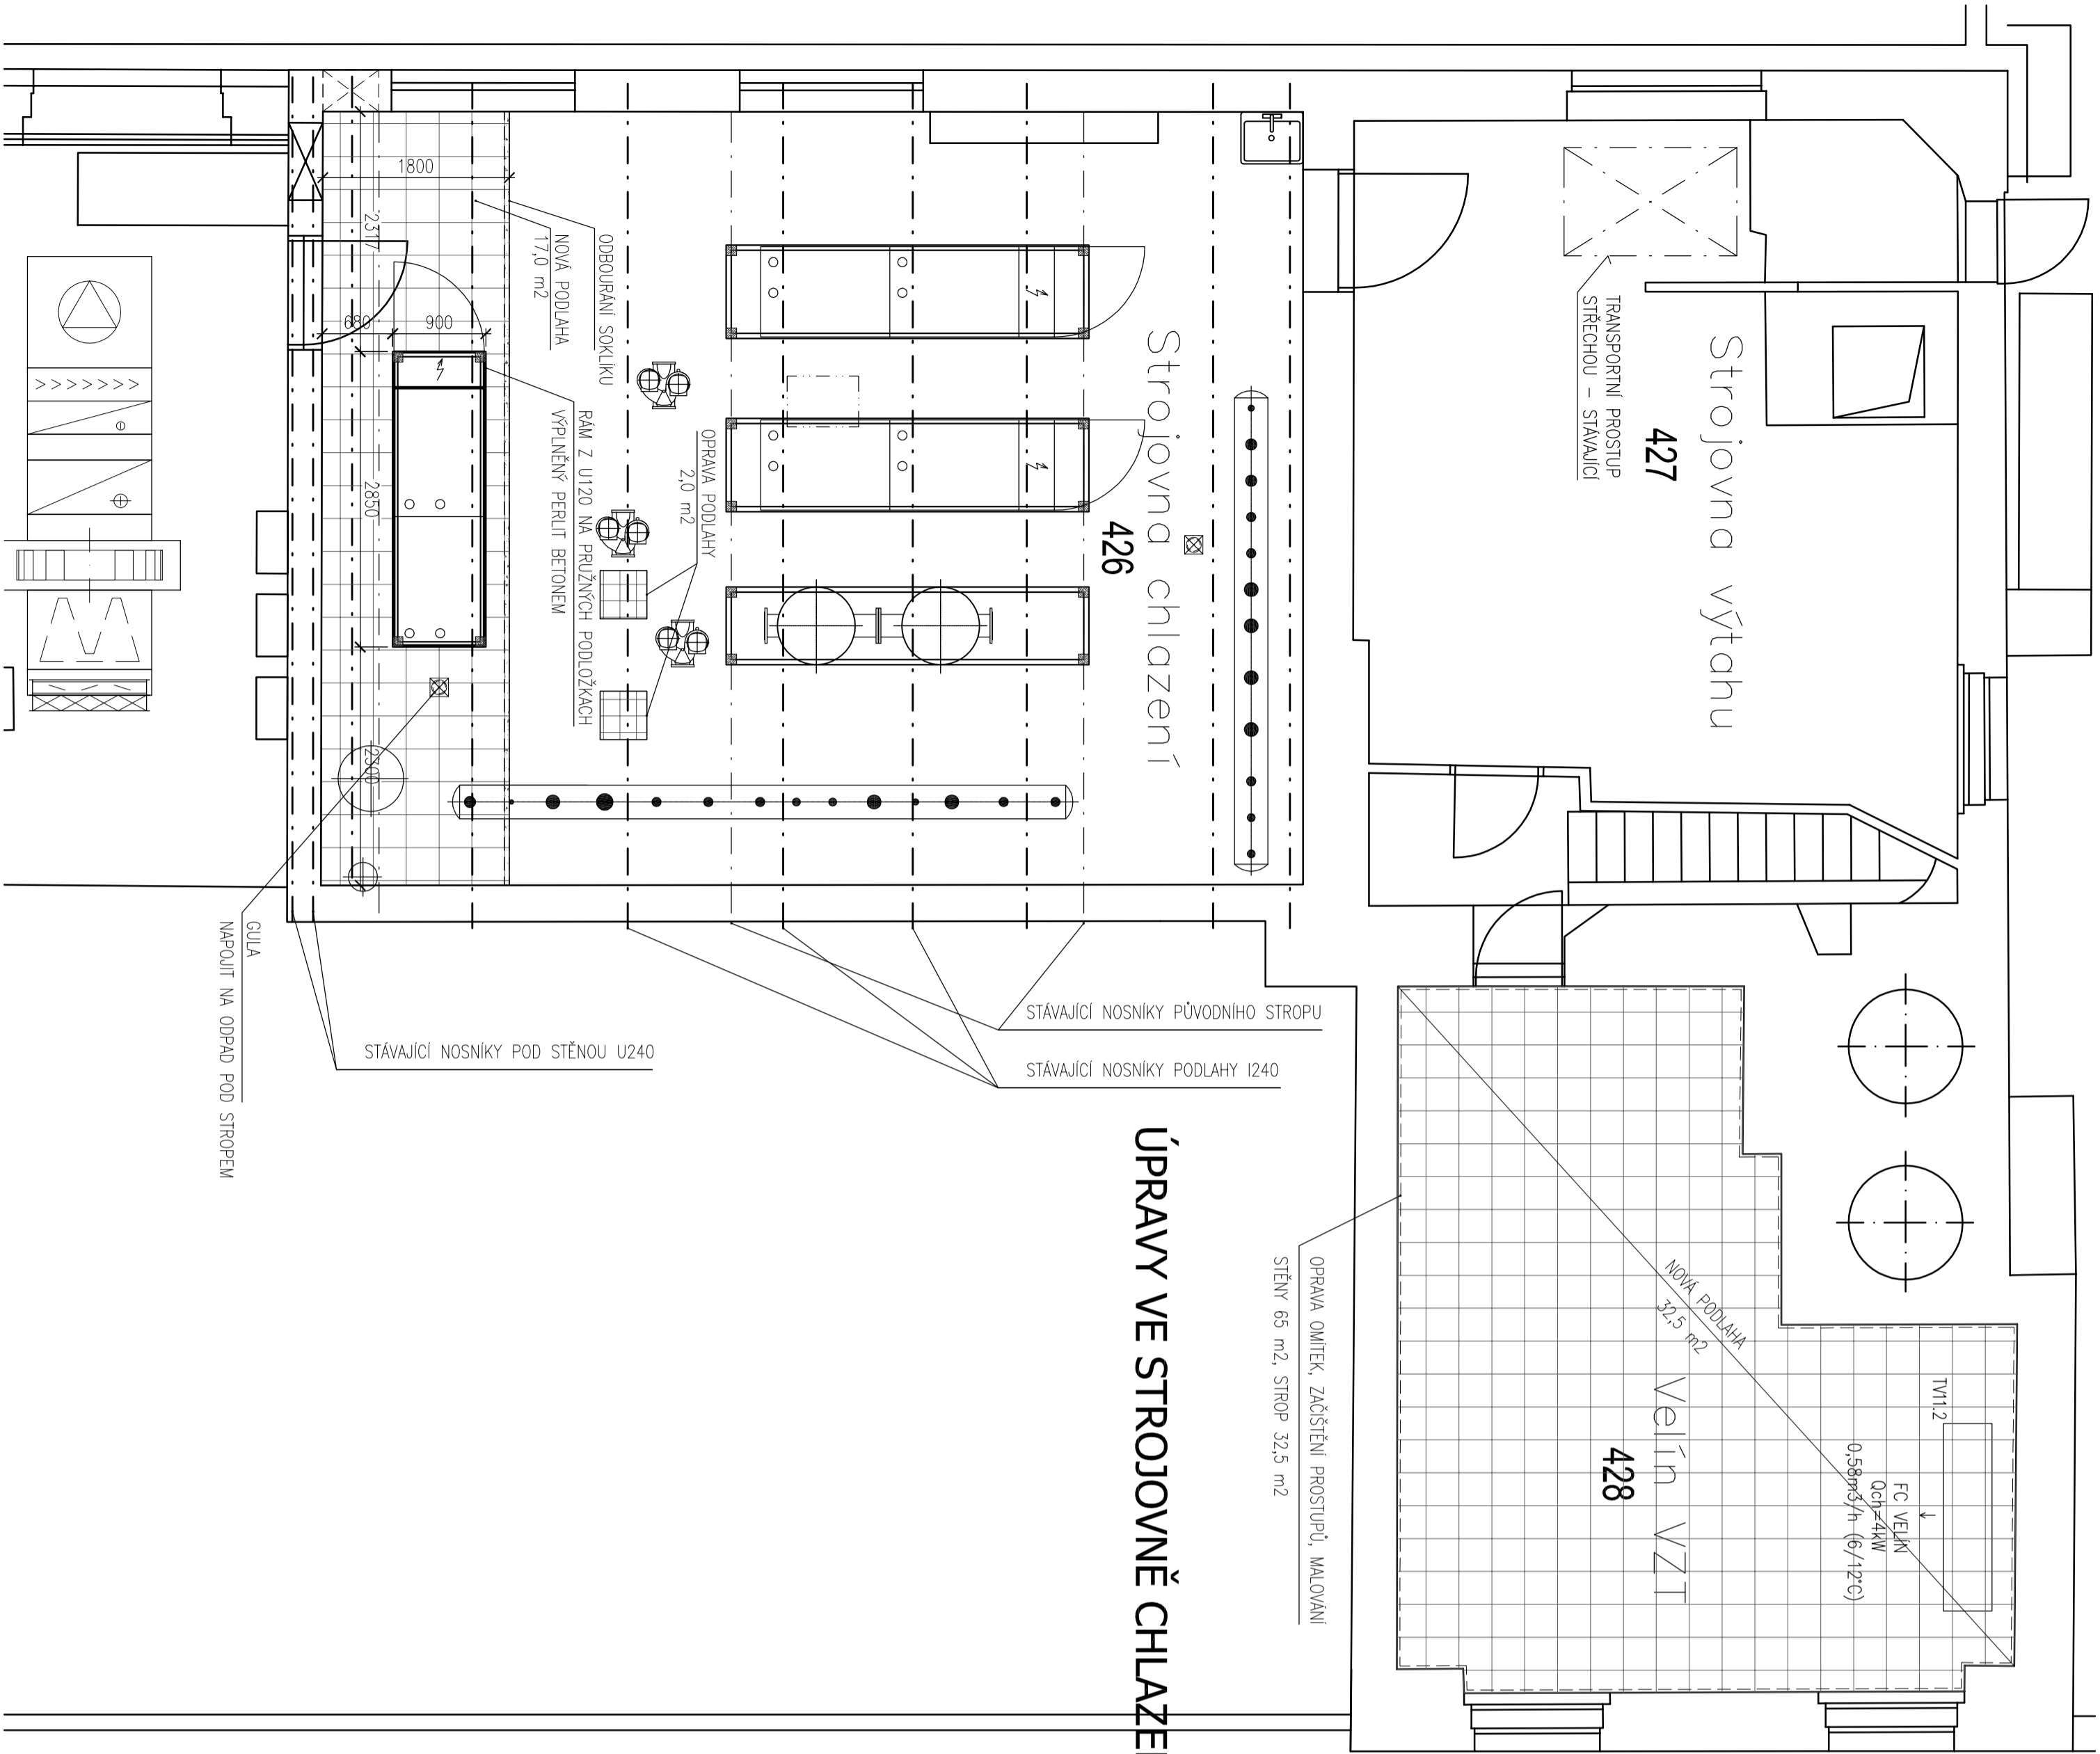 Strojovna výtahu
427
TRANSPORTNÍ PROSTUP
STŘECHOU – STÁVAJÍCÍ
Strojovna chlazení
426
1800
2317
680
900
2850
2300
ODBOURÁNÍ SOKLÍKU
NOVÁ PODLAHA
17,0 m2
OPRAVA PODLAHY
2,0 m2
RÁM Z U120 NA PRUŽNÝCH PODLOŽKÁCH
VÝPLNĚNÝ PERLIT BETONEM
GULA
NAPOJIT NA ODPAD POD STROPEM
STÁVAJÍCÍ NOSNÍKY POD STĚNOU U240
STÁVAJÍCÍ NOSNÍKY PŮVODNÍHO STROPU
STÁVAJÍCÍ NOSNÍKY PODLAHY I240
TV11.2
FC VELÍN
Qch=4kW
0,58m3/h (6/12°C)
NOVÁ PODLAHA
32,5 m2
Velín VZT
428
OPRAVA OMÍTEK, ZAČIŠTĚNÍ PROSTUPŮ, MALOVÁNÍ
STĚNY 65 m2, STROP 32,5 m2
ÚPRAVY VE STROJOVNĚ CHLAZE